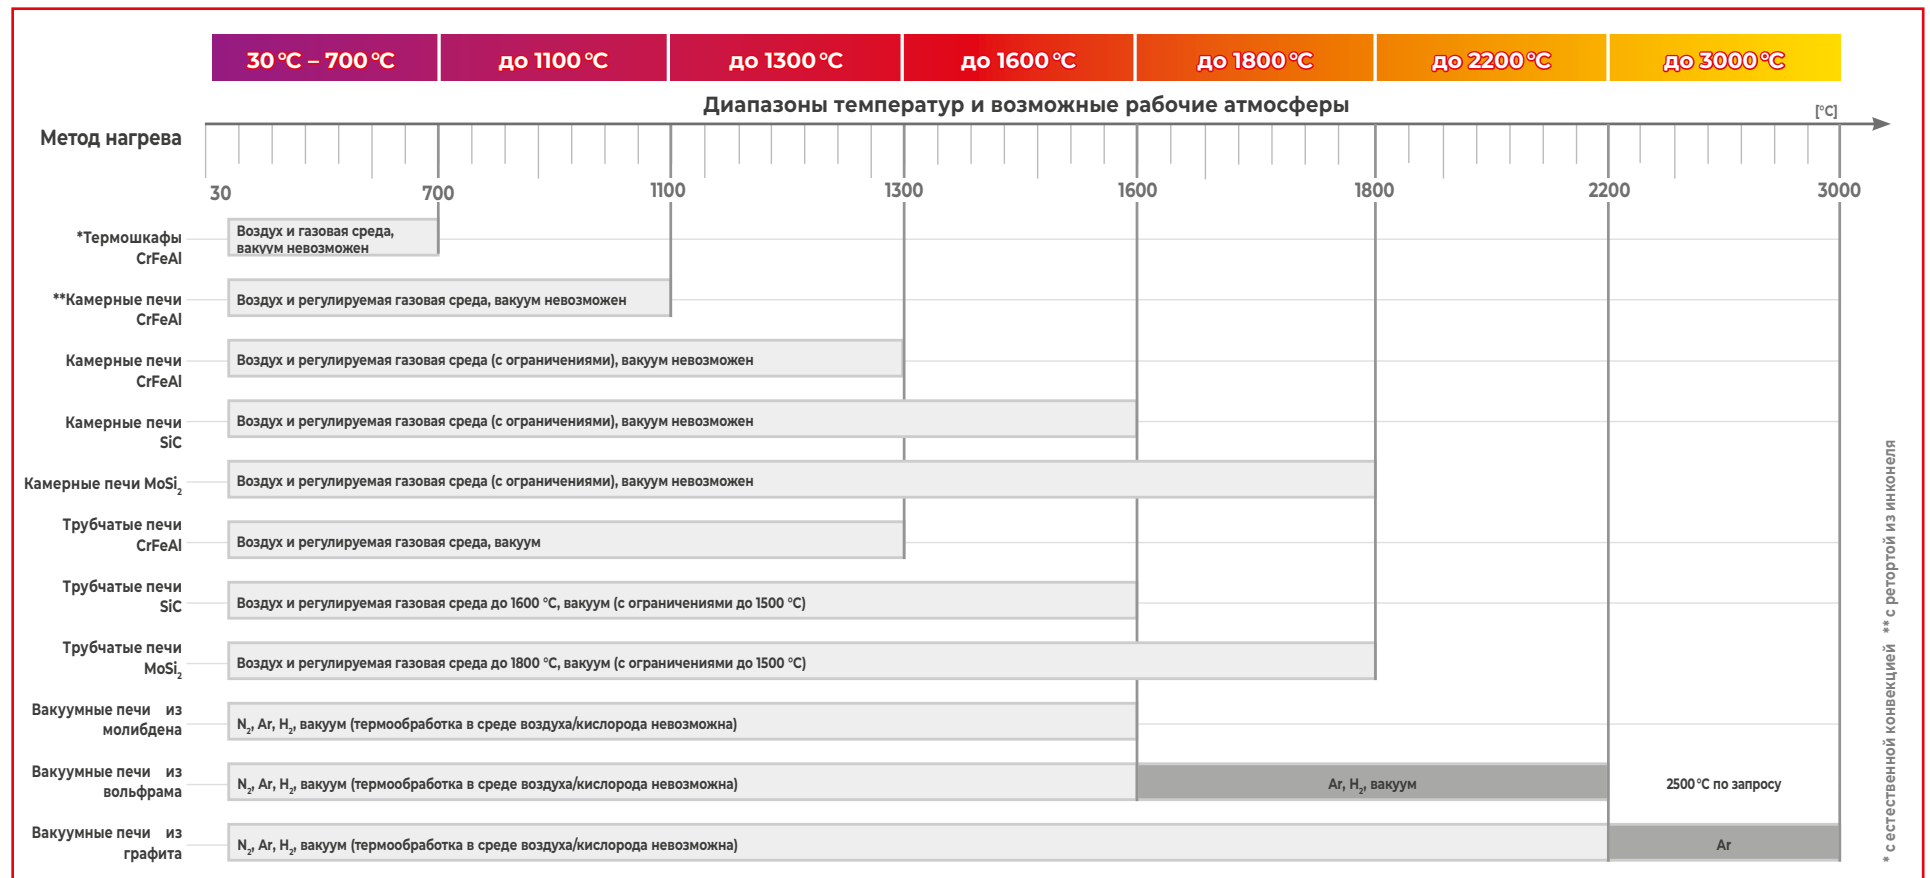 30 °C – 700 °C до 1100 °C до 1300 °C до 1600 °C до 1800 °C до 2200 °C до 3000 °C
Диапазоны температур и возможные рабочие атмосферы
[°C]
Метод нагрева
30 700 1100 1300 1600 1800 2200 3000
*Термошкафы
CrFeAl
Воздух и газовая среда,
вакуум невозможен
**Камерные печи
CrFeAl
Воздух и регулируемая газовая среда, вакуум невозможен
Камерные печи
CrFeAl
Воздух и регулируемая газовая среда (с ограничениями), вакуум невозможен
Камерные печи
SiC
Воздух и регулируемая газовая среда (с ограничениями), вакуум невозможен
Камерные печи MoSi₂
Воздух и регулируемая газовая среда (с ограничениями), вакуум невозможен
Трубчатые печи
CrFeAl
Воздух и регулируемая газовая среда, вакуум
Трубчатые печи
SiC
Воздух и регулируемая газовая среда до 1600 °C, вакуум (с ограничениями до 1500 °C)
Трубчатые печи
MoSi₂
Воздух и регулируемая газовая среда до 1800 °C, вакуум (с ограничениями до 1500 °C)
Вакуумные печи из
молибдена
N₂, Ar, H₂, вакуум (термообработка в среде воздуха/кислорода невозможна)
Вакуумные печи из
вольфрама
N₂, Ar, H₂, вакуум (термообработка в среде воздуха/кислорода невозможна)
Ar, H₂, вакуум
2500 °C по запросу
Вакуумные печи из
графита
N₂, Ar, H₂, вакуум (термообработка в среде воздуха/кислорода невозможна)
Ar
* с естественной конвекцией ** с ретортой из инконеля